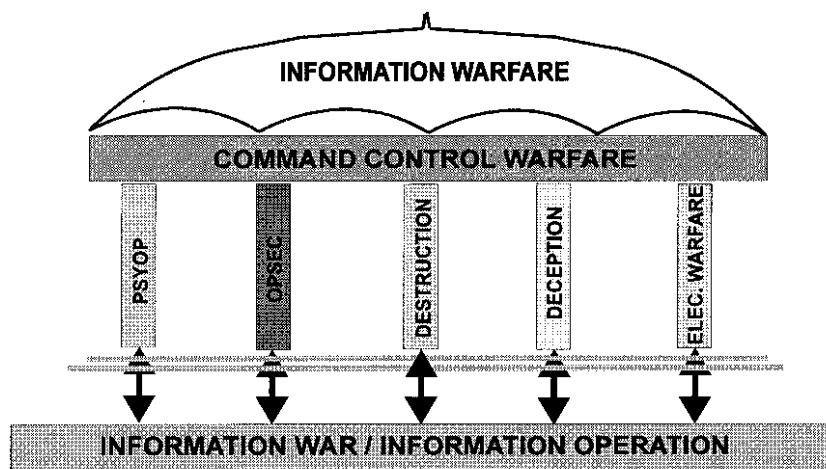 INFORMATION WARFARE
COMMAND CONTROL WARFARE
PSYOP
OPSEC
DESTRUCTION
DECEPTION
ELEC. WARFARE
INFORMATION WAR / INFORMATION OPERATION